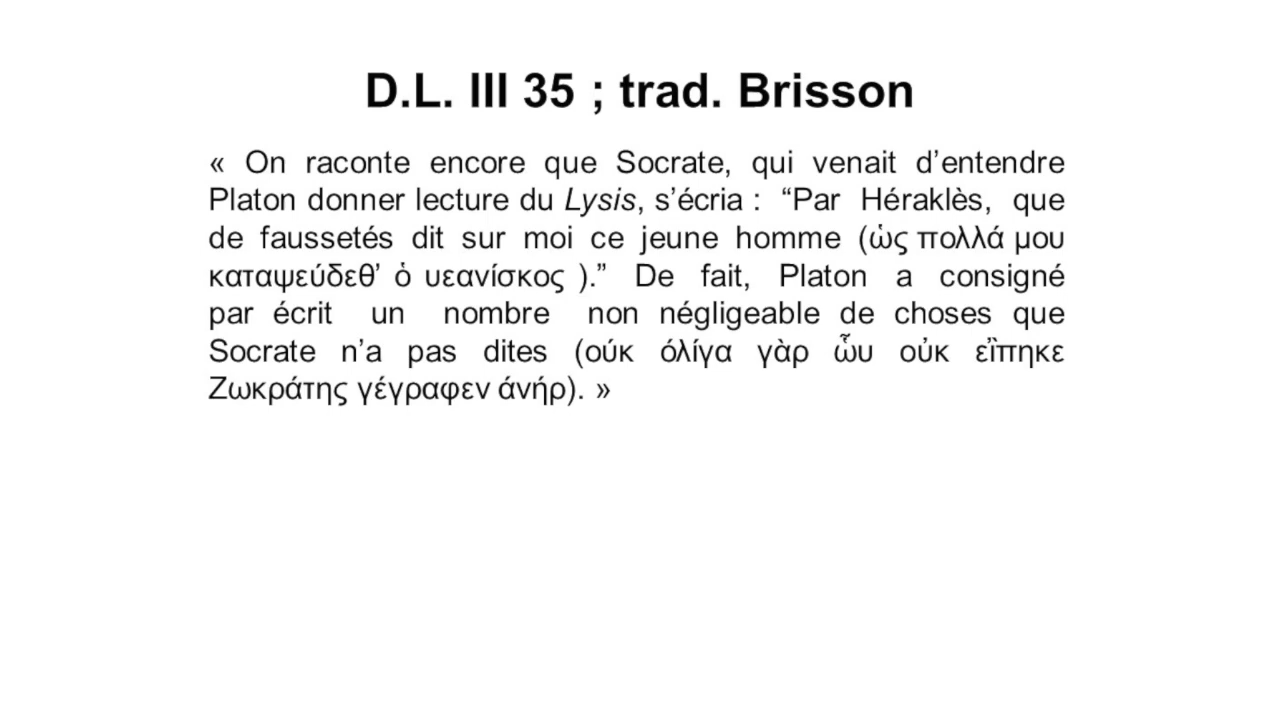 D.L. III 35 ; trad. Brisson
« On raconte encore que Socrate, qui venait d’entendre
Platon donner lecture du Lysis, s’écria : “Par Héraklès, que
de faussetés dit sur moi ce jeune homme (ὡς πολλά μου
καταψεύδεθ’ ὁ υεανίσκος ).” De fait, Platon a consigné
par écrit un nombre non négligeable de choses que
Socrate n’a pas dites (ούκ όλίγα γὰρ ὦυ οὐκ εἲπηκε
Ζωκράτης γέγραφεν άνήρ). »